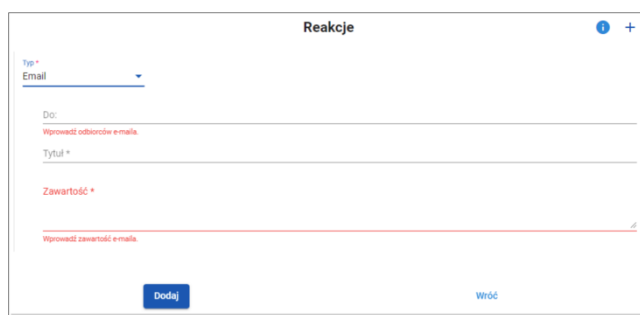 Reakcje
Typ *
Email
Do:
Wprowadź odbiorców e-maila.
Tytuł *
Zawartość *
Wprowadź zawartość e-maila.
Dodaj
Wróć